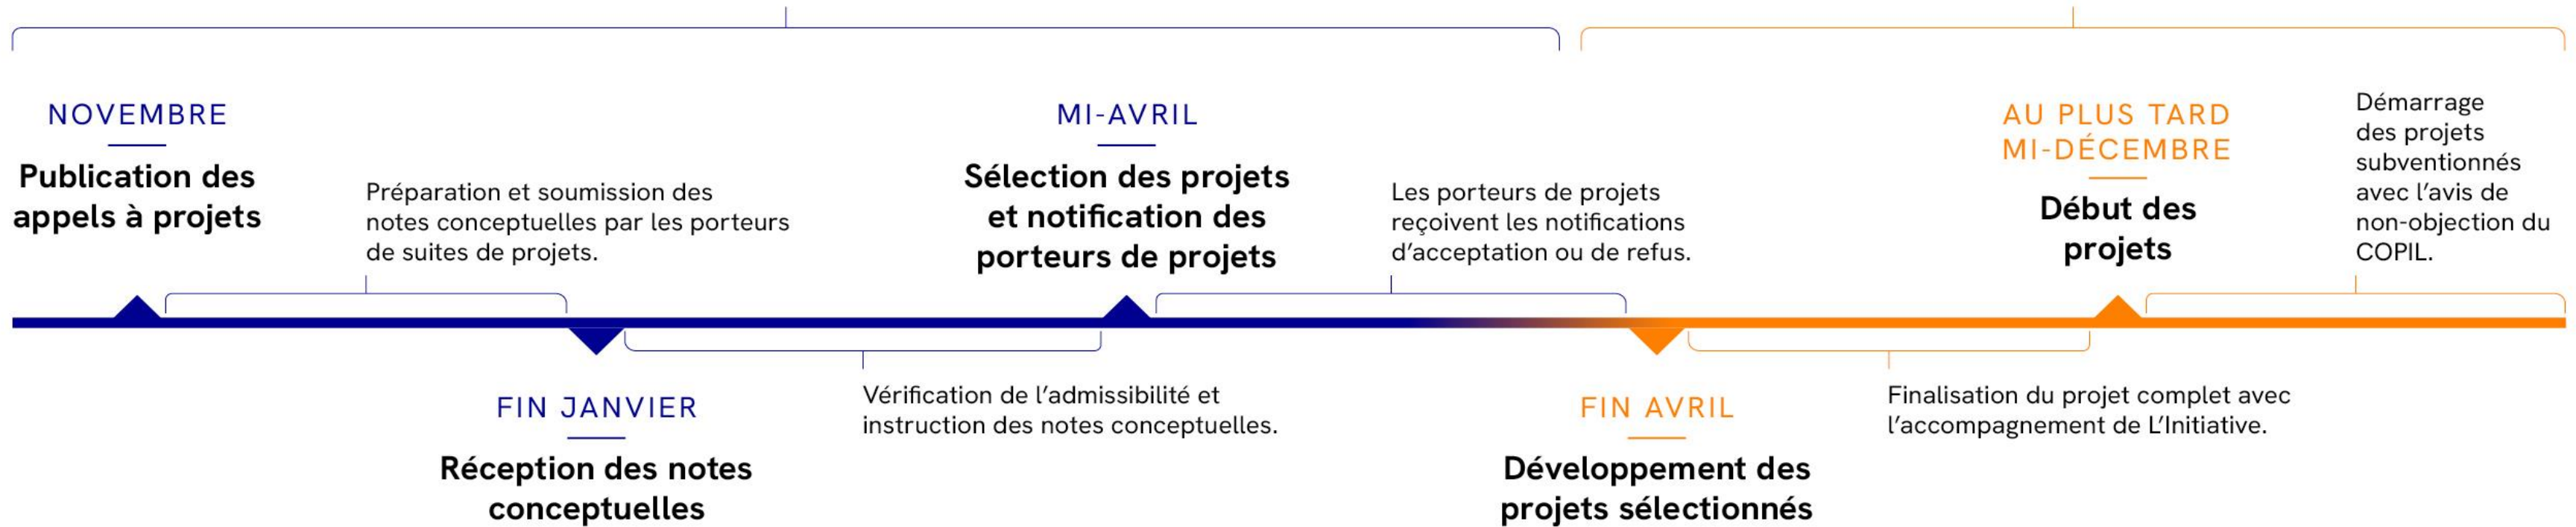 NOVEMBRE
Publication des
appels à projets
Préparation et soumission des
notes conceptuelles par les porteurs
de suites de projets.
FIN JANVIER
Réception des notes
conceptuelles
Vérification de l’admissibilité et
instruction des notes conceptuelles.
MI-AVRIL
Sélection des projets
et notification des
porteurs de projets
Les porteurs de projets
reçoivent les notifications
d’acceptation ou de refus.
FIN AVRIL
Développement des
projets sélectionnés
Finalisation du projet complet avec
l’accompagnement de L’Initiative.
AU PLUS TARD
MI-DÉCEMBRE
Début des
projets
Démarrage
des projets
subventionnés
avec l’avis de
non-objection du
COPIL.